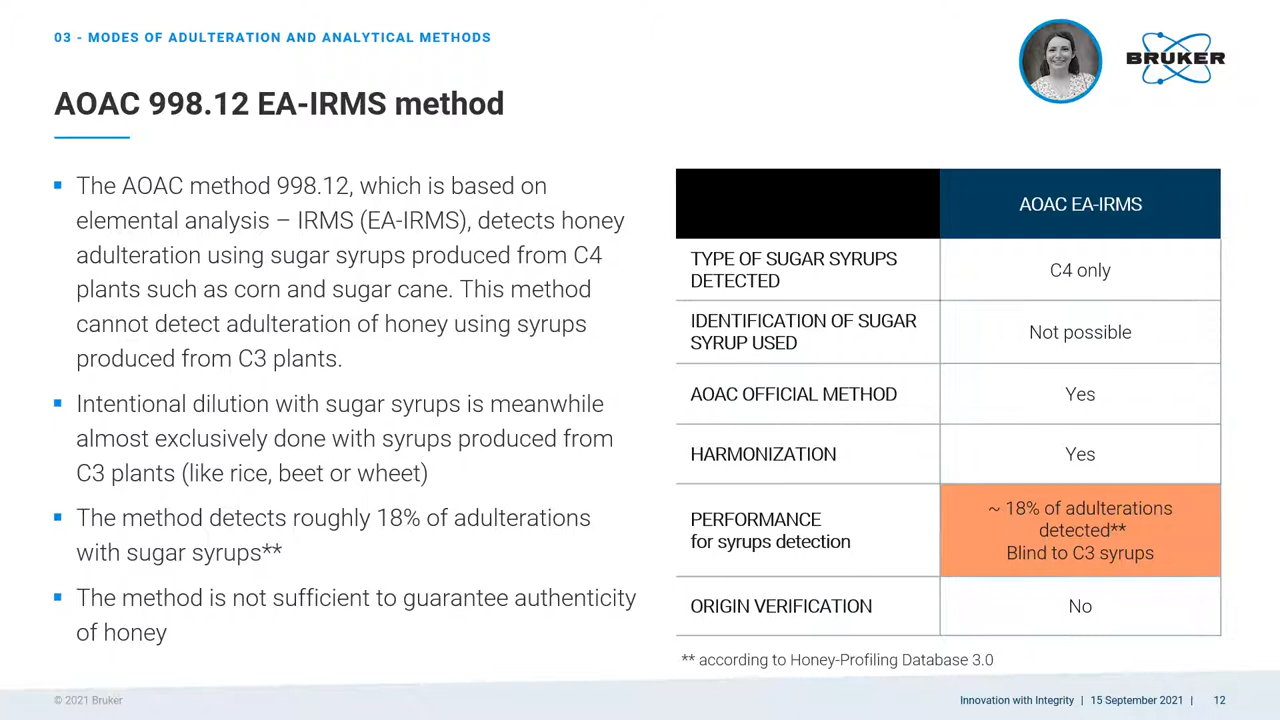 03 - MODES OF ADULTERATION AND ANALYTICAL METHODS
BRUKER
AOAC 998.12 EA-IRMS method
The AOAC method 998.12, which is based on
elemental analysis – IRMS (EA-IRMS), detects honey
adulteration using sugar syrups produced from C4
plants such as corn and sugar cane. This method
cannot detect adulteration of honey using syrups
produced from C3 plants.
Intentional dilution with sugar syrups is meanwhile
almost exclusively done with syrups produced from
C3 plants (like rice, beet or wheet)
The method detects roughly 18% of adulterations
with sugar syrups**
The method is not sufficient to guarantee authenticity
of honey
AOAC EA-IRMS
TYPE OF SUGAR SYRUPS
DETECTED
C4 only
IDENTIFICATION OF SUGAR
SYRUP USED
Not possible
AOAC OFFICIAL METHOD
Yes
HARMONIZATION
Yes
PERFORMANCE
for syrups detection
~ 18% of adulterations
detected**
Blind to C3 syrups
ORIGIN VERIFICATION
No
** according to Honey-Profiling Database 3.0
© 2021 Bruker
Innovation with Integrity | 15 September 2021 | 12